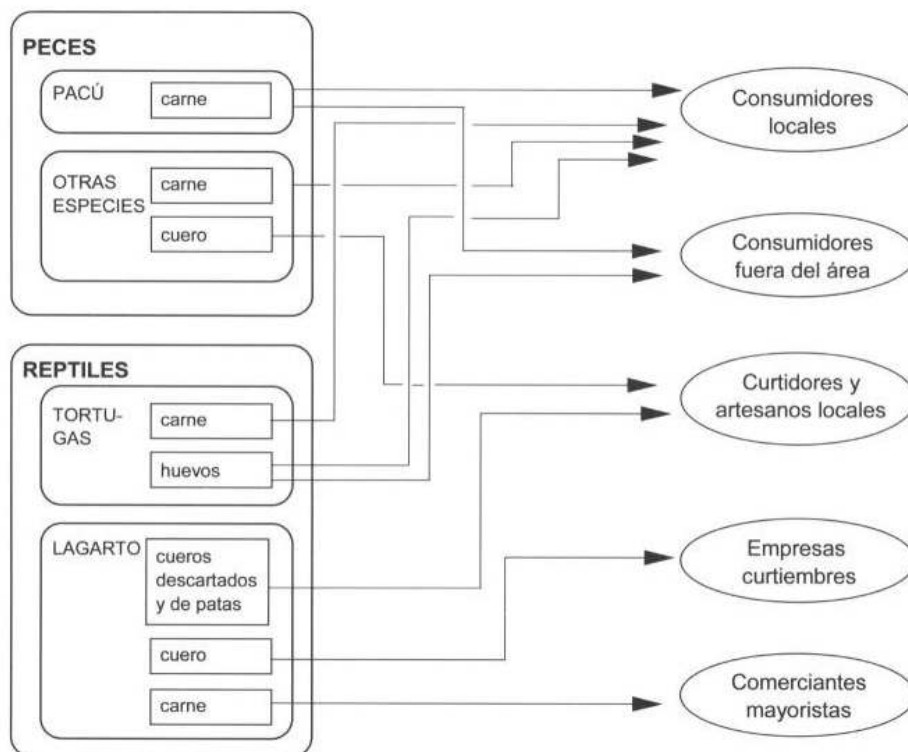 PECES
PACÚ
carne
OTRAS
ESPECIES
carne
cuero
REPTILES
TORTU-
GAS
carne
huevos
LAGARTO
cueros
descartados
y de patas
cuero
carne
Consumidores
locales
Consumidores
fuera del área
Curtidores y
artesanos locales
Empresas
curtiembres
Comerciantes
mayoristas